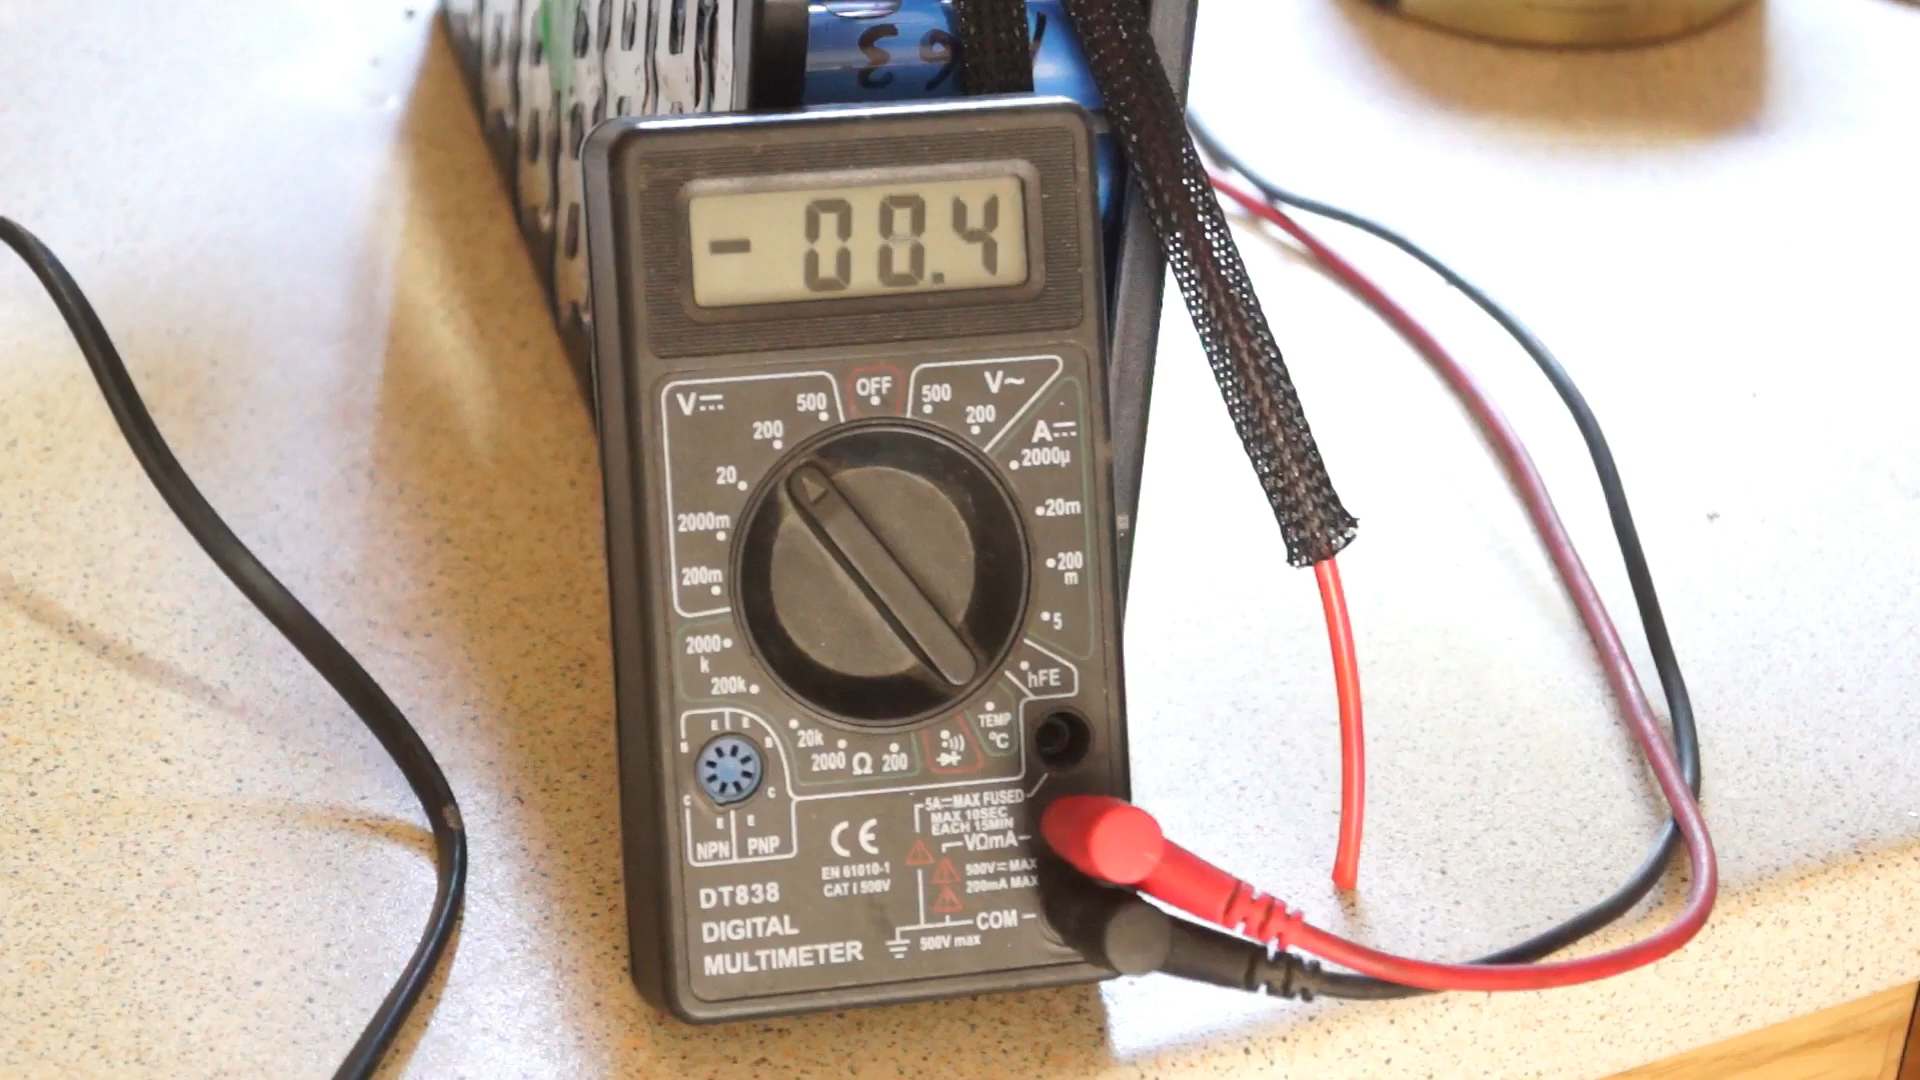 - 08.4
OFF
V⎓
500
200
20
2000m
200m
2000
k
200k
500
V~
200
A⎓
2000µ
20m
200
m
5
hFE
TEMP
°C
20k
2000 Ω 200
E E
B B
C C
E E
NPN PNP
5A⎓MAX FUSED
MAX 10SEC
EACH 15MIN
VΩmA
500V⎓MAX
200mA MAX
COM
500V max
CE
EN 61010-1
CAT I 500V
DT838
DIGITAL
MULTIMETER